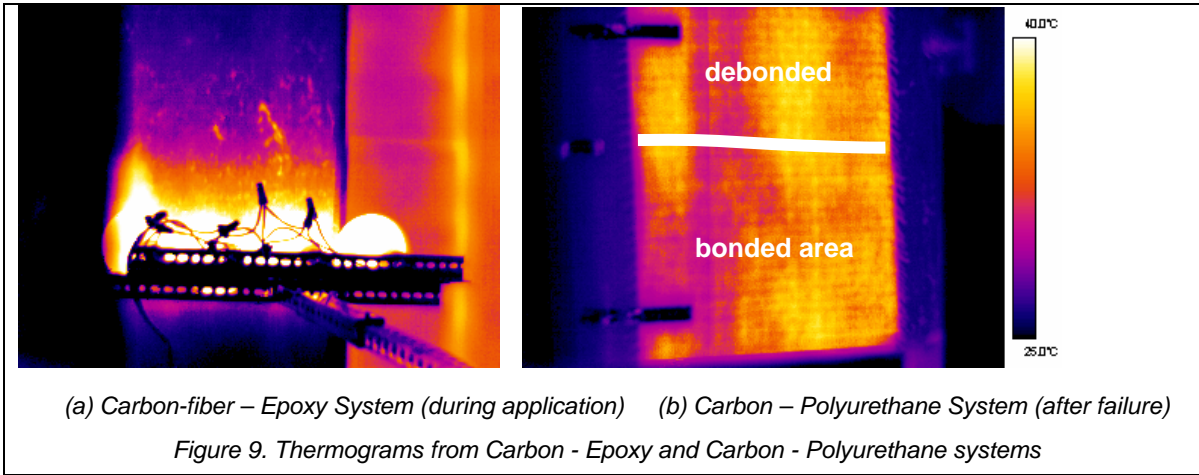 debonded
bonded area
40.0°C
25.0°C
(a) Carbon-fiber – Epoxy System (during application) (b) Carbon – Polyurethane System (after failure)
Figure 9. Thermograms from Carbon - Epoxy and Carbon - Polyurethane systems